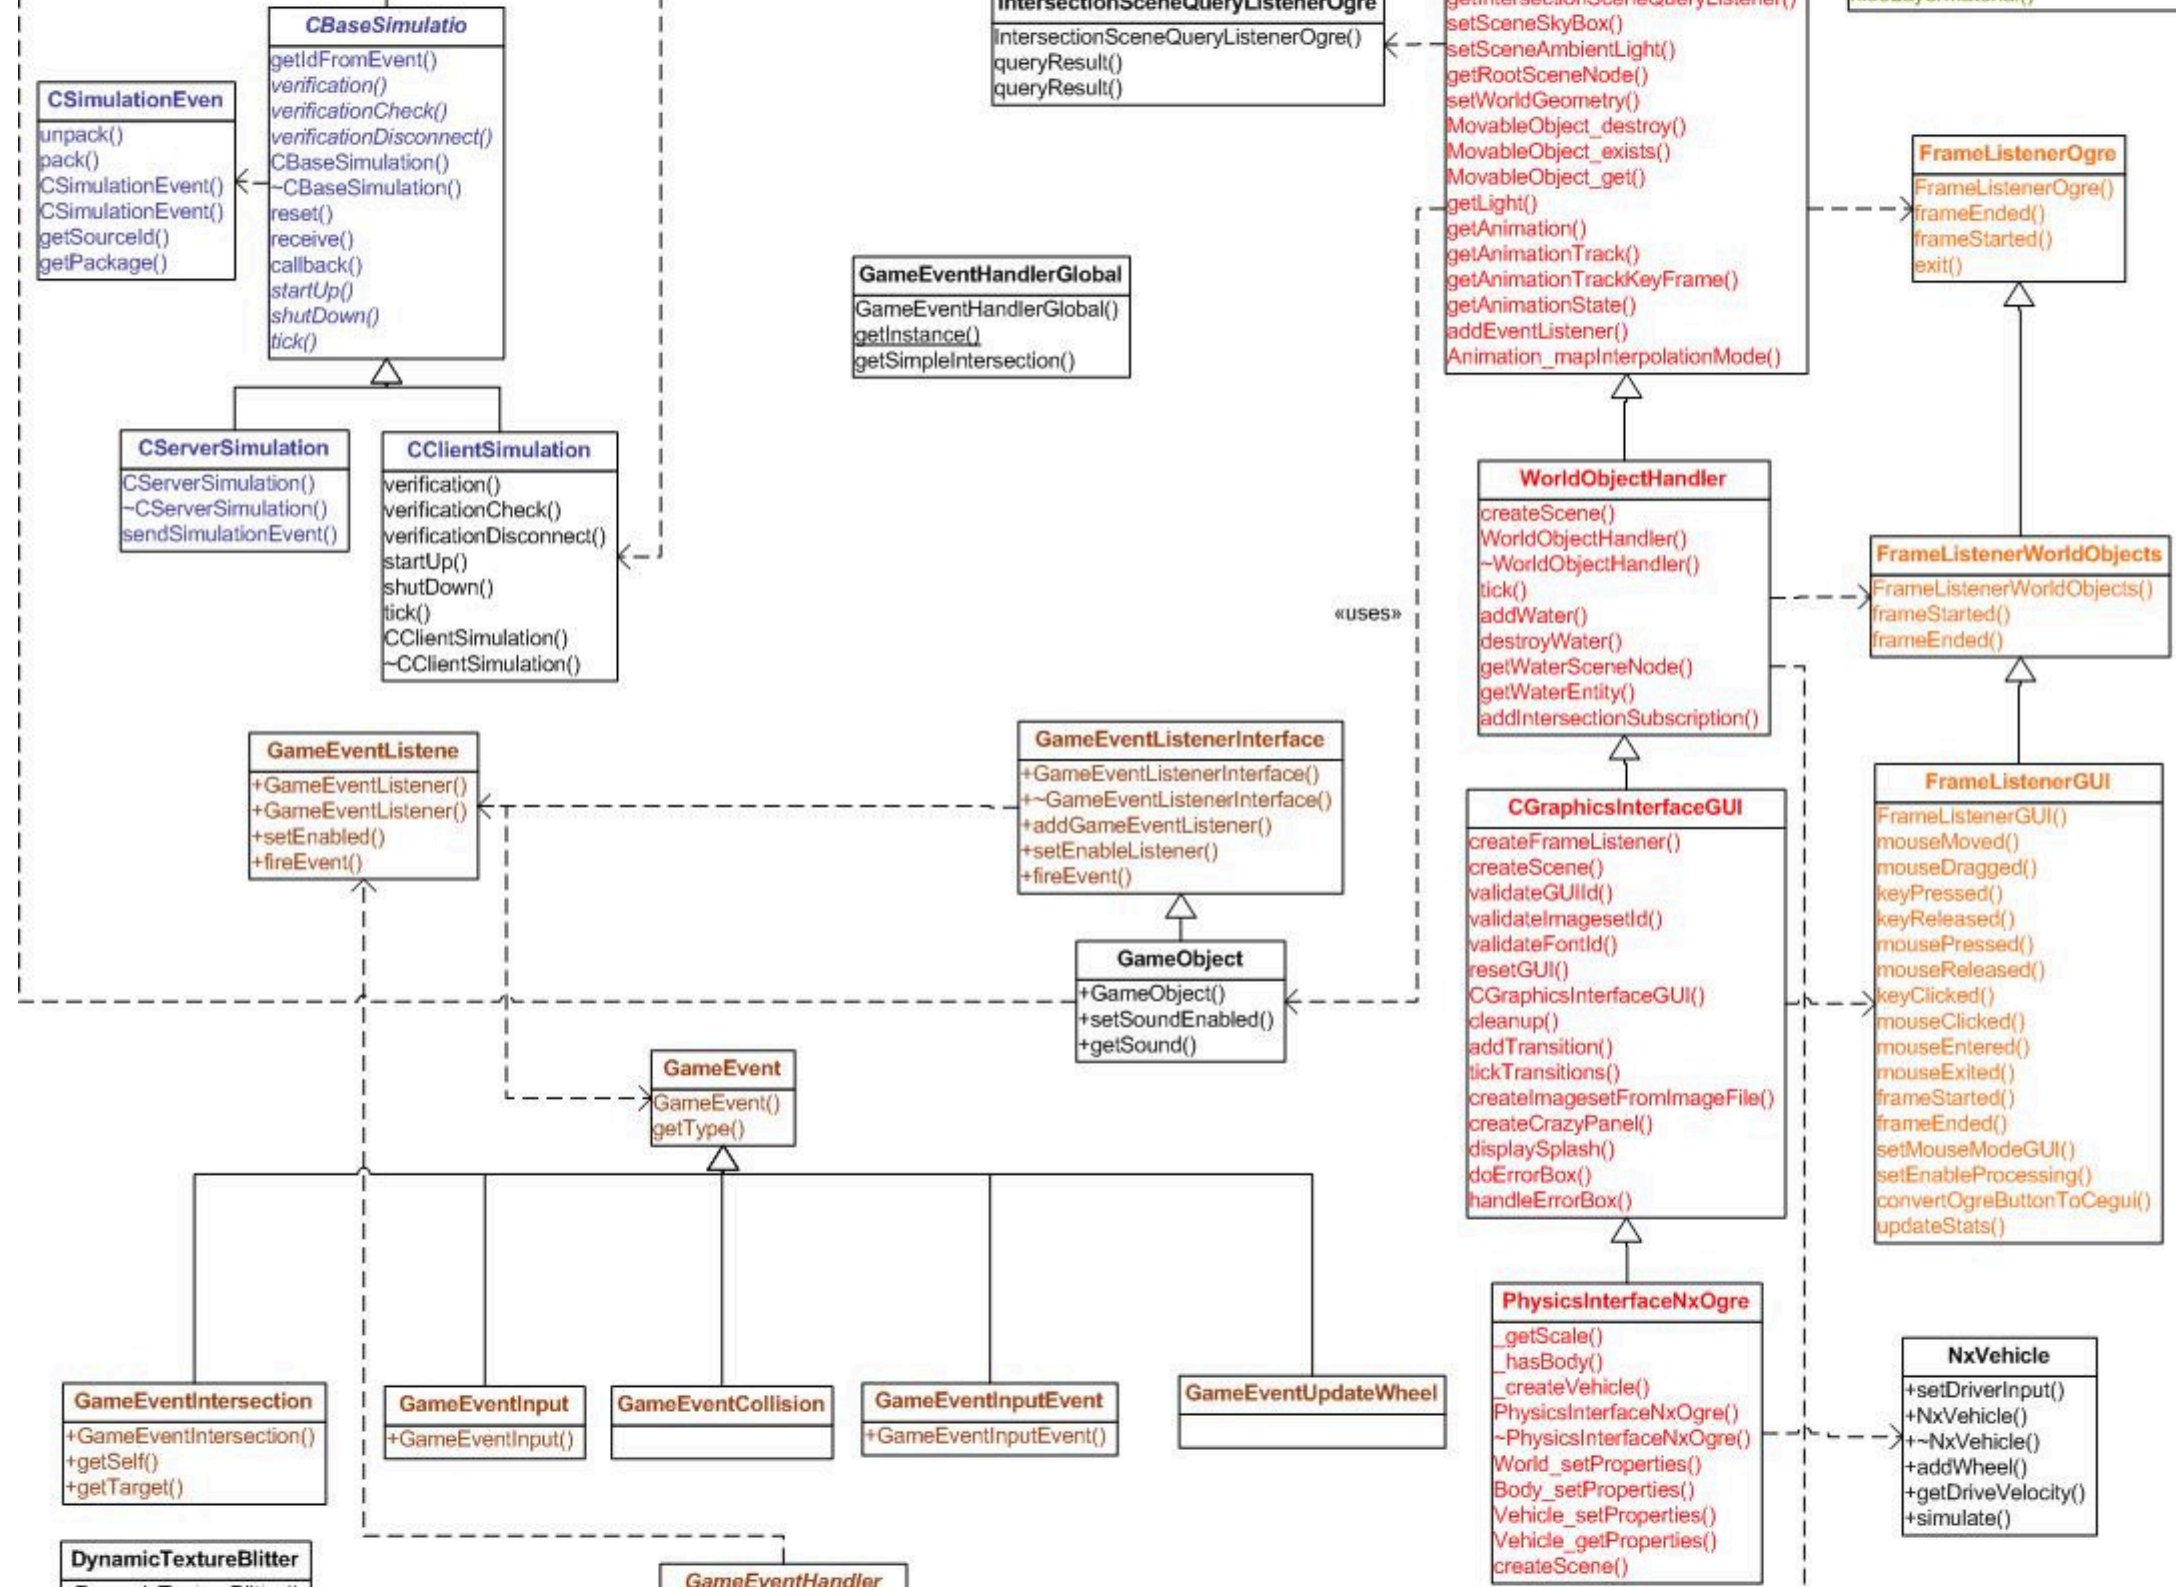 CBaseSimulatio
getIdFromEvent()
verification()
verificationCheck()
verificationDisconnect()
CBaseSimulation()
~CBaseSimulation()
reset()
receive()
callback()
startUp()
shutDown()
tick()
CSimulationEven
unpack()
pack()
CSimulationEvent()
CSimulationEvent()
getSourceId()
getPackage()
CServerSimulation
CServerSimulation()
~CServerSimulation()
sendSimulationEvent()
CClientSimulation
verification()
verificationCheck()
verificationDisconnect()
startUp()
shutDown()
tick()
CClientSimulation()
~CClientSimulation()
IntersectionSceneQueryListenerOgre
IntersectionSceneQueryListenerOgre()
queryResult()
queryResult()
GameEventHandlerGlobal
GameEventHandlerGlobal()
getInstance()
getSimpleIntersection()
getIntersectionSceneQueryListener()
setSceneSkyBox()
setSceneAmbientLight()
getRootSceneNode()
setWorldGeometry()
MovableObject_destroy()
MovableObject_exists()
MovableObject_get()
getLight()
getAnimation()
getAnimationTrack()
getAnimationTrackKeyFrame()
getAnimationState()
addEventListener()
Animation_mapInterpolationMode()
FrameListenerOgre
FrameListenerOgre()
frameEnded()
frameStarted()
exit()
WorldObjectHandler
createScene()
WorldObjectHandler()
~WorldObjectHandler()
tick()
addWater()
destroyWater()
getWaterSceneNode()
getWaterEntity()
addIntersectionSubscription()
FrameListenerWorldObjects
FrameListenerWorldObjects()
frameStarted()
frameEnded()
«uses»
GameEventListene
+GameEventListener()
+GameEventListener()
+setEnabled()
+fireEvent()
GameEventListenerInterface
+GameEventListenerInterface()
+~GameEventListenerInterface()
+addGameEventListener()
+setEnableListener()
+fireEvent()
GameObject
+GameObject()
+setSoundEnabled()
+getSound()
CGraphicsInterfaceGUI
createFrameListener()
createScene()
validateGUIId()
validateImagesetId()
validateFontId()
resetGUI()
CGraphicsInterfaceGUI()
cleanup()
addTransition()
tickTransitions()
createImagesetFromImageFile()
createCrazyPanel()
displaySplash()
doErrorBox()
handleErrorBox()
FrameListenerGUI
FrameListenerGUI()
mouseMoved()
mouseDragged()
keyPressed()
keyReleased()
mousePressed()
mouseReleased()
keyClicked()
mouseClicked()
mouseEntered()
mouseExited()
frameStarted()
frameEnded()
setMouseModeGUI()
setEnableProcessing()
convertOgreButtonToCegui()
updateStats()
GameEvent
GameEvent()
getType()
GameEventIntersection
+GameEventIntersection()
+getSelf()
+getTarget()
GameEventInput
+GameEventInput()
GameEventCollision
GameEventInputEvent
+GameEventInputEvent()
GameEventUpdateWheel
PhysicsInterfaceNxOgre
_getScale()
_hasBody()
_createVehicle()
PhysicsInterfaceNxOgre()
~PhysicsInterfaceNxOgre()
World_setProperties()
Body_setProperties()
Vehicle_setProperties()
Vehicle_getProperties()
createScene()
NxVehicle
+setDriverInput()
+NxVehicle()
+~NxVehicle()
+addWheel()
+getDriveVelocity()
+simulate()
DynamicTextureBlitter
GameEventHandler